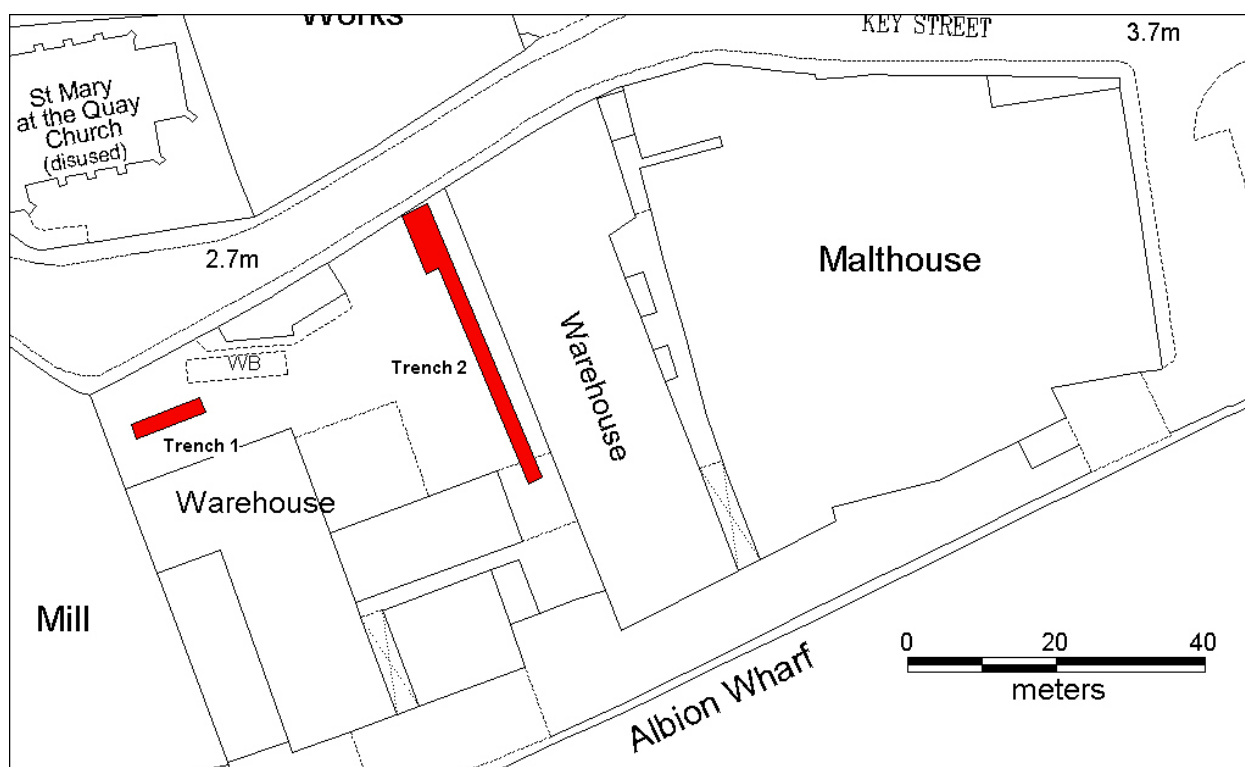 Works
KEY STREET
3.7m
St Mary
at the Quay
Church
(disused)
2.7m
Malthouse
WB
Trench 2
Warehouse
Trench 1
Warehouse
Mill
Albion Wharf
0 20 40
meters